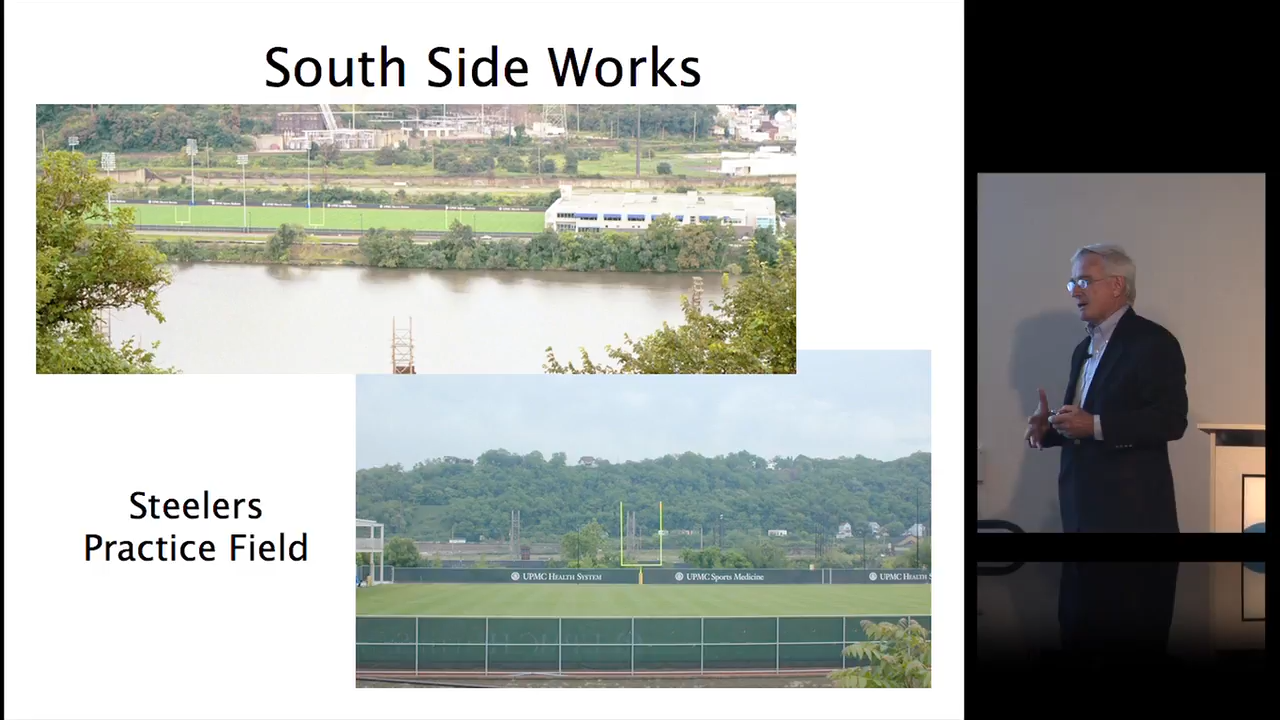 South Side Works
Steelers
Practice Field
UPMC HEALTH SYSTEM
UPMC Sports Medicine
UPMC HEALTH S